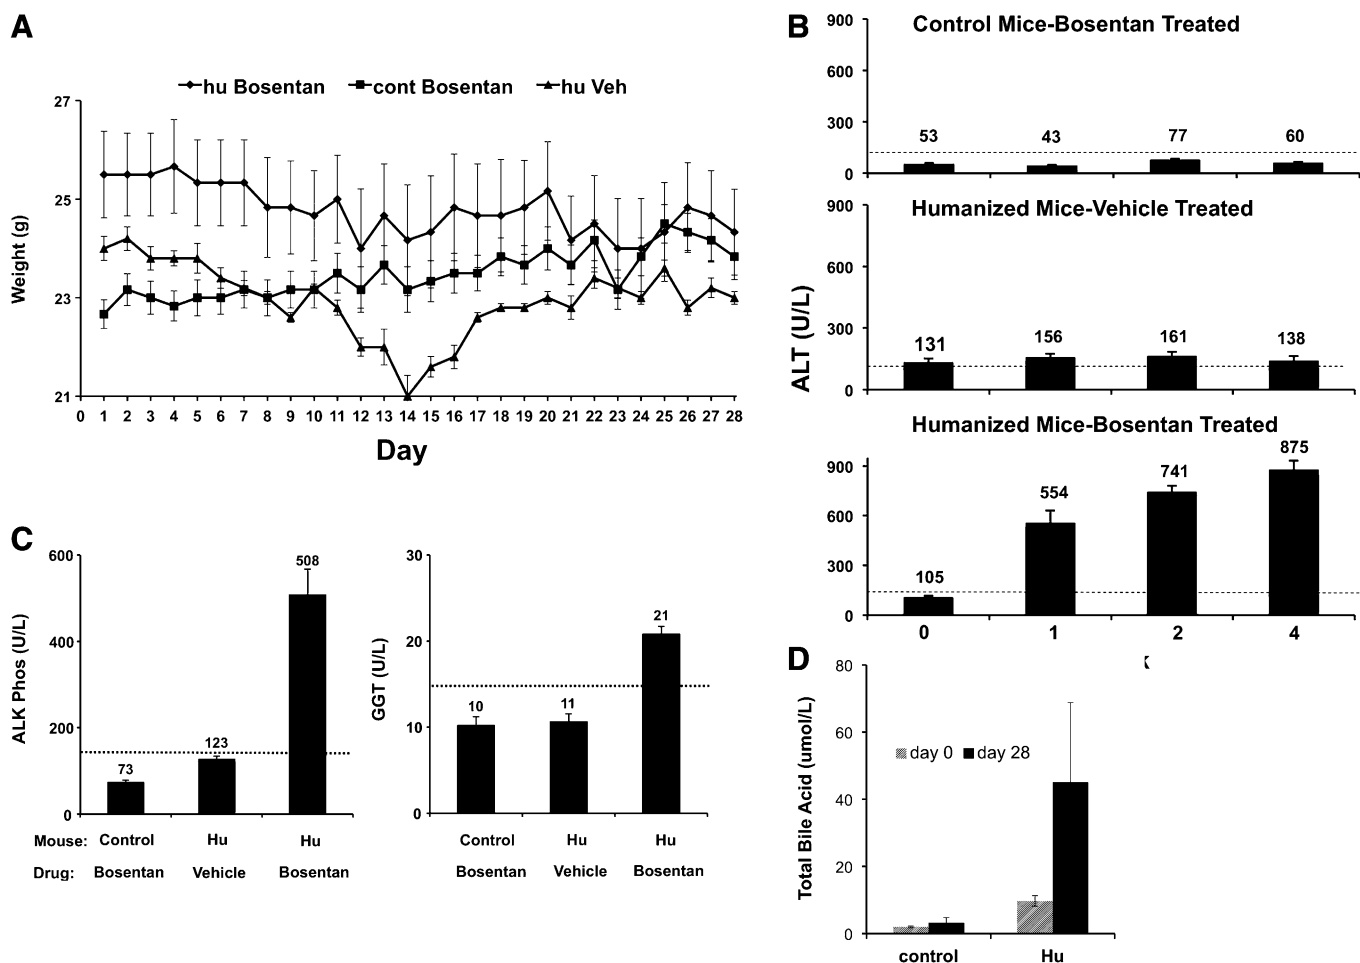 A
hu Bosentan cont Bosentan hu Veh
27
25
23
21
Weight (g)
0 1 2 3 4 5 6 7 8 9 10 11 12 13 14 15 16 17 18 19 20 21 22 23 24 25 26 27 28
Day
B
Control Mice-Bosentan Treated
900
600
300
0
53 43 77 60
Humanized Mice-Vehicle Treated
900
600
300
0
131 156 161 138
ALT (U/L)
Humanized Mice-Bosentan Treated
900
600
300
0
105 554 741 875
0 1 2 4
C
600
400
200
0
ALK Phos (U/L)
73 123 508
Mouse: Control Hu Hu
Drug: Bosentan Vehicle Bosentan
30
20
10
0
GGT (U/L)
10 11 21
Control Hu Hu
Bosentan Vehicle Bosentan
D
80
60
40
20
0
Total Bile Acid (umol/L)
day 0 day 28
control Hu